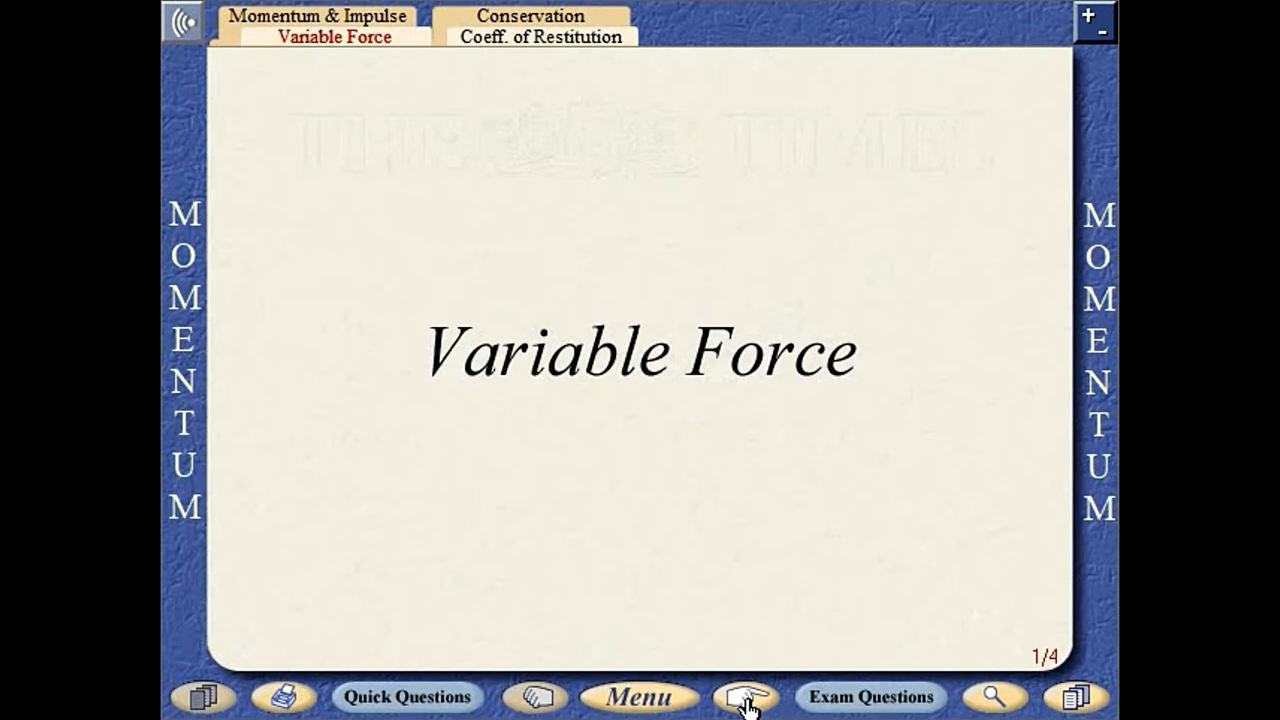 Momentum & Impulse
Conservation
Variable Force
Coeff. of Restitution
+
-
MOMENTUM
Variable Force
MOMENTUM
1/4
Quick Questions
Menu
Exam Questions